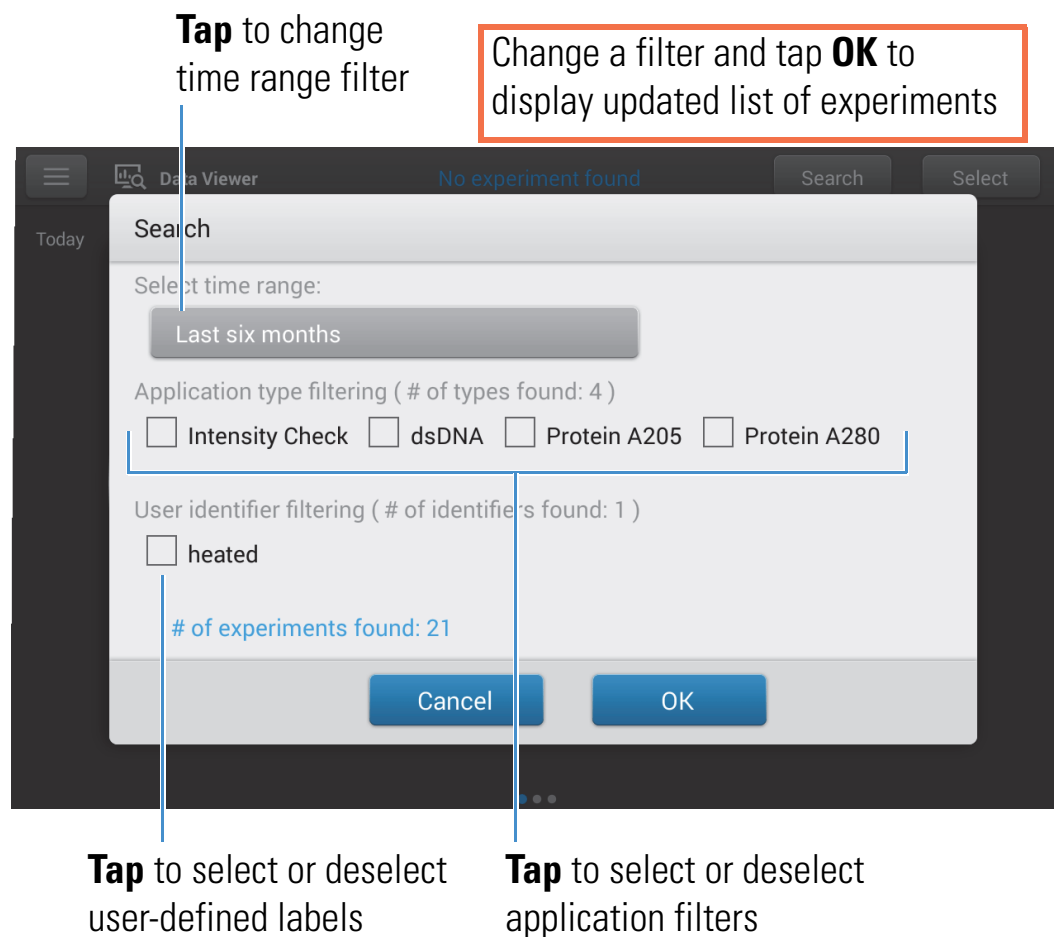 Tap to change
time range filter
Change a filter and tap OK to
display updated list of experiments
Data Viewer
No experiment found
Search
Select
Today
Search
Select time range:
Last six months
Application type filtering ( # of types found: 4 )
Intensity Check
dsDNA
Protein A205
Protein A280
User identifier filtering ( # of identifiers found: 1 )
heated
# of experiments found: 21
Cancel
OK
Tap to select or deselect
user-defined labels
Tap to select or deselect
application filters